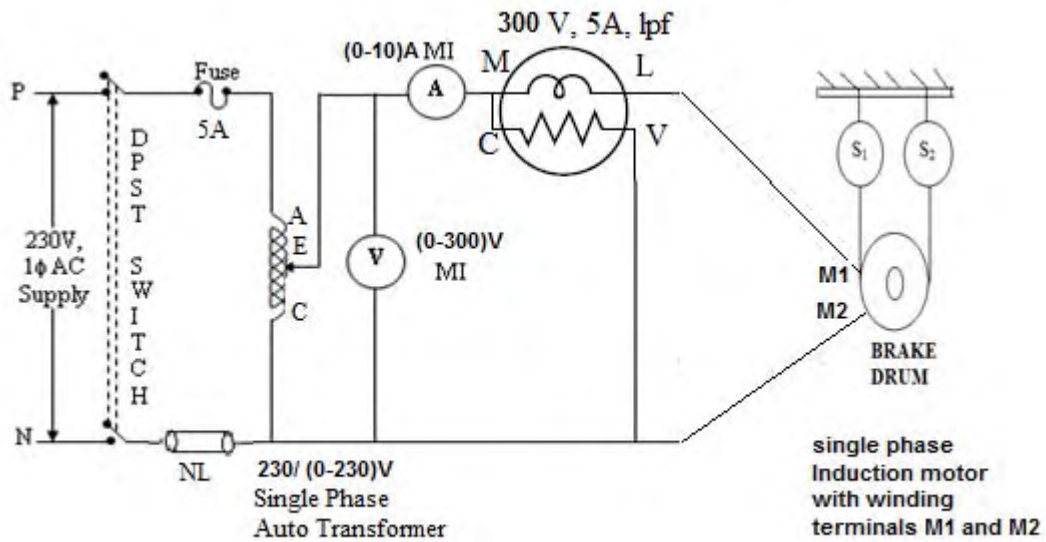 300 V, 5A, lpf
(0-10)A MI
M
L
A
C
V
P
Fuse
5A
DPST SWITCH
230V,
1ϕ AC
Supply
A
E
C
V
(0-300)V
MI
S1
S2
M1
M2
BRAKE
DRUM
N
NL
230/ (0-230)V
Single Phase
Auto Transformer
single phase
Induction motor
with winding
terminals M1 and M2